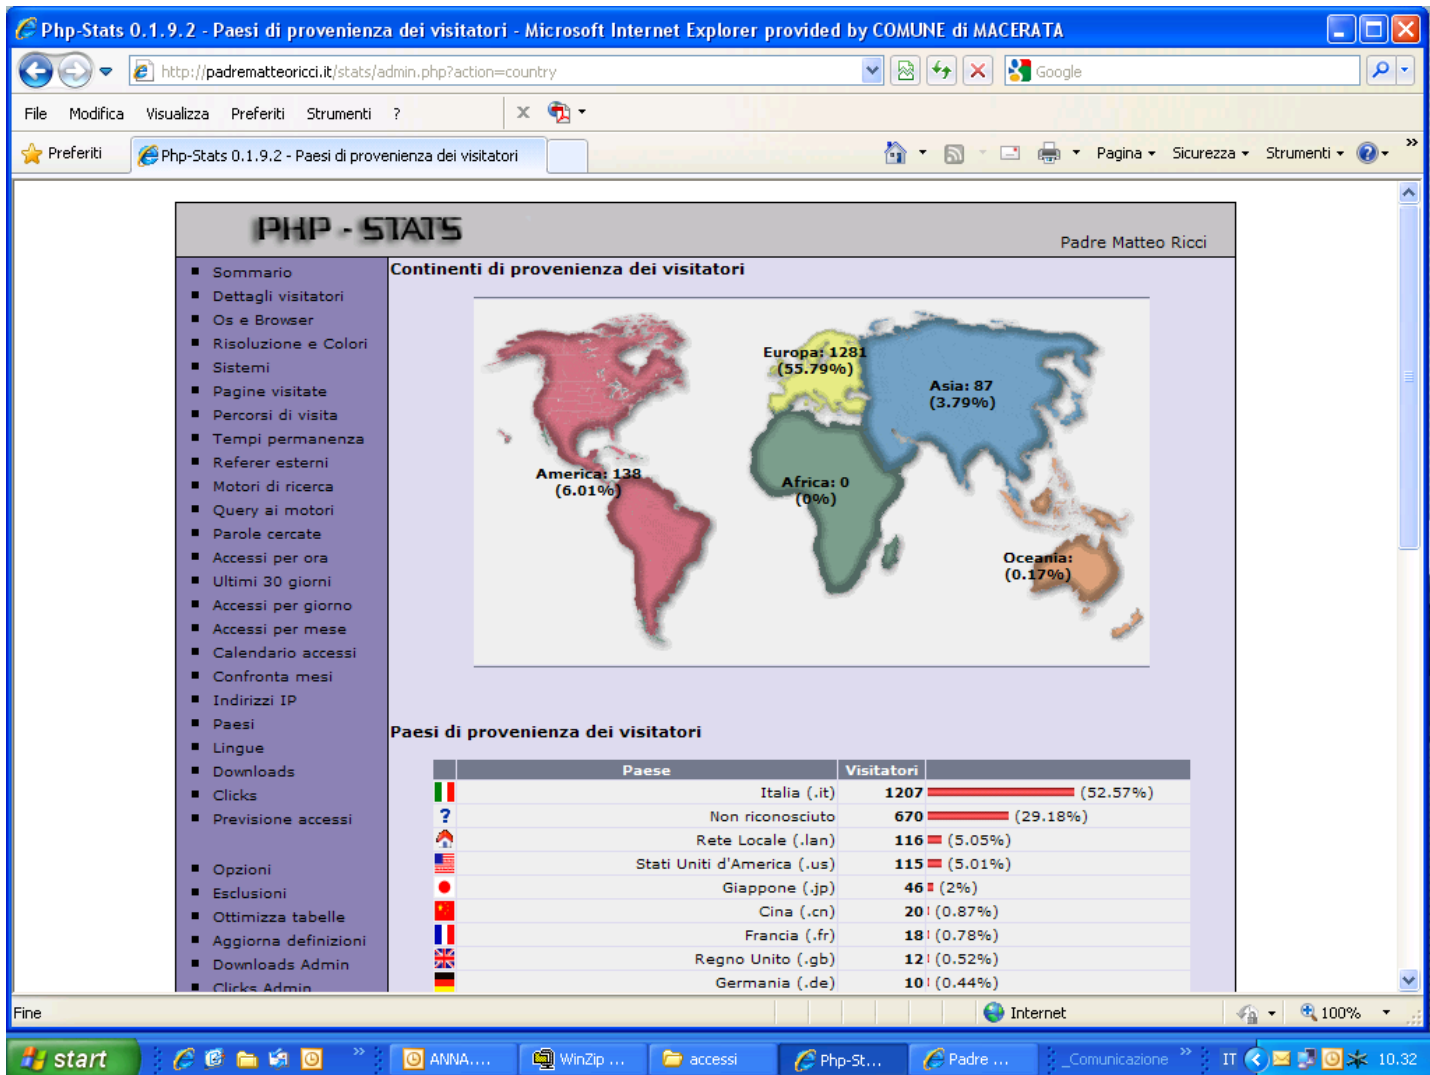 Php-Stats 0.1.9.2 - Paesi di provenienza dei visitatori - Microsoft Internet Explorer provided by COMUNE di MACERATA
http://padrematteoricci.it/stats/admin.php?action=country
Google
File Modifica Visualizza Preferiti Strumenti ?
Preferiti
Php-Stats 0.1.9.2 - Paesi di provenienza dei visitatori
Pagina Sicurezza Strumenti
PHP - STATS
Padre Matteo Ricci
Sommario
Dettagli visitatori
Os e Browser
Risoluzione e Colori
Sistemi
Pagine visitate
Percorsi di visita
Tempi permanenza
Referer esterni
Motori di ricerca
Query ai motori
Parole cercate
Accessi per ora
Ultimi 30 giorni
Accessi per giorno
Accessi per mese
Calendario accessi
Confronta mesi
Indirizzi IP
Paesi
Lingue
Downloads
Clicks
Previsione accessi
Opzioni
Esclusioni
Ottimizza tabelle
Aggiorna definizioni
Downloads Admin
Clicks Admin
Continenti di provenienza dei visitatori
Europa: 1281
(55.79%)
Asia: 87
(3.79%)
America: 138
(6.01%)
Africa: 0
(0%)
Oceania:
(0.17%)
Paesi di provenienza dei visitatori
Paese Visitatori
Italia (.it) 1207 (52.57%)
? Non riconosciuto 670 (29.18%)
Rete Locale (.lan) 116 (5.05%)
Stati Uniti d'America (.us) 115 (5.01%)
Giappone (.jp) 46 (2%)
Cina (.cn) 20 (0.87%)
Francia (.fr) 18 (0.78%)
Regno Unito (.gb) 12 (0.52%)
Germania (.de) 10 (0.44%)
Fine
Internet
100%
start
ANNA....
WinZip ...
accessi
Php-St...
Padre ...
_Comunicazione
IT
10.32